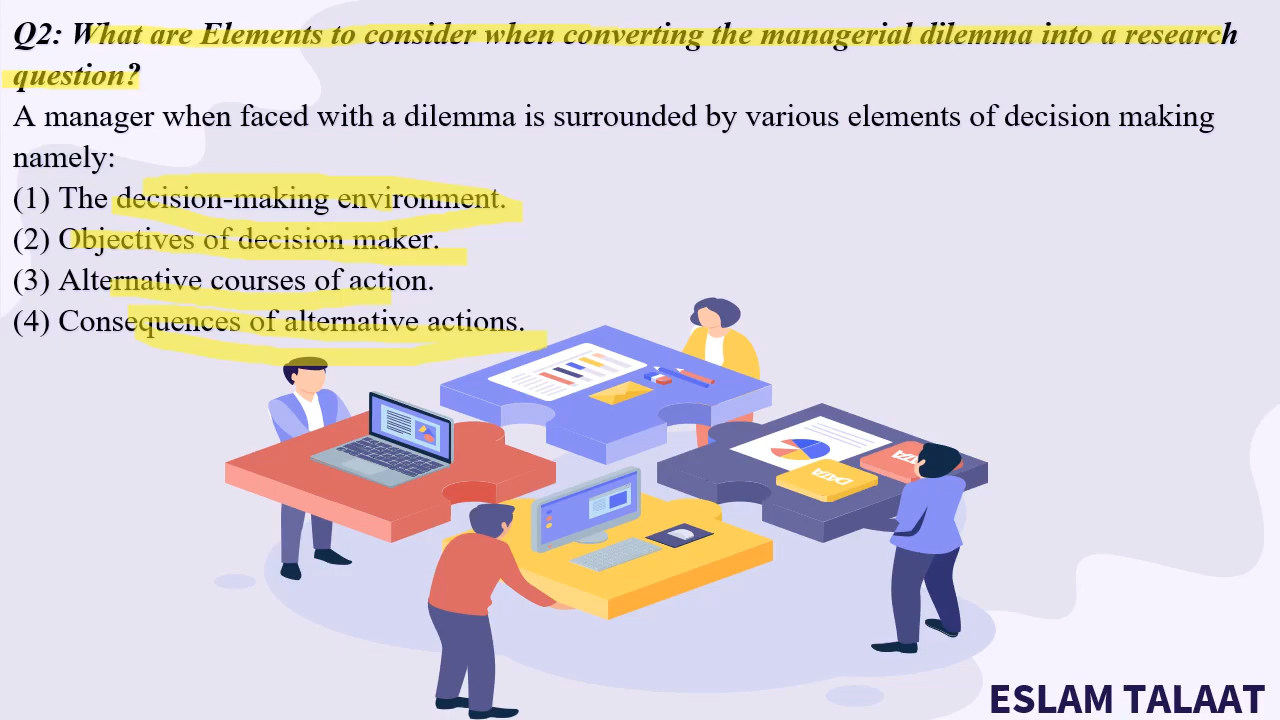 Q2: What are Elements to consider when converting the managerial dilemma into a research
question?
A manager when faced with a dilemma is surrounded by various elements of decision making
namely:
(1) The decision-making environment.
(2) Objectives of decision maker.
(3) Alternative courses of action.
(4) Consequences of alternative actions.
DATA
DATA
ESLAM TALAAT